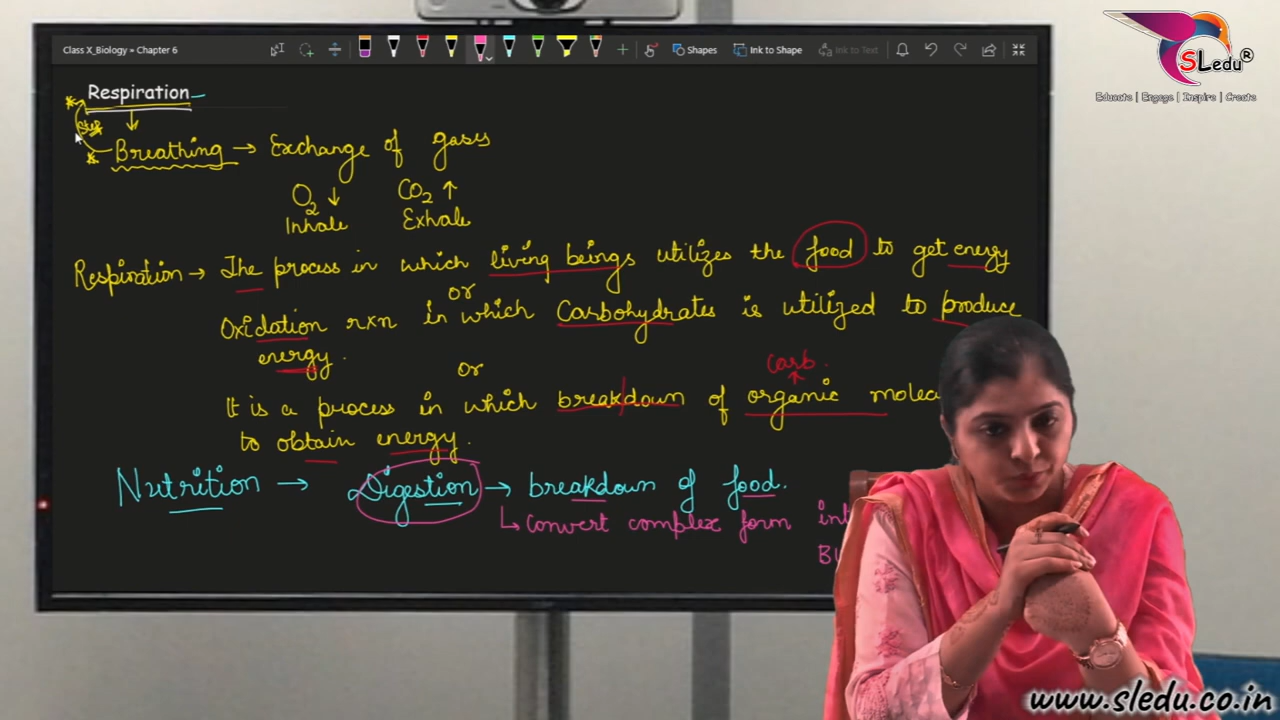 Class X_Biology » Chapter 6
Shapes
Ink to Shape
Ink to Text
SLedu®
Educate | Engage | Inspire | Create
Respiration
Step
Breathing → Exchange of gases
O2 ↓ CO2 ↑
Inhale Exhale
Respiration → The process in which living beings utilizes the food to get energy
or
Oxidation rxn in which Carbohydrates is utilized to produce
energy.
or
Carb.
It is a process in which breakdown of organic
to obtain energy.
Nutrition → Digestion → breakdown of food.
Convert complex form
www.sledu.co.in